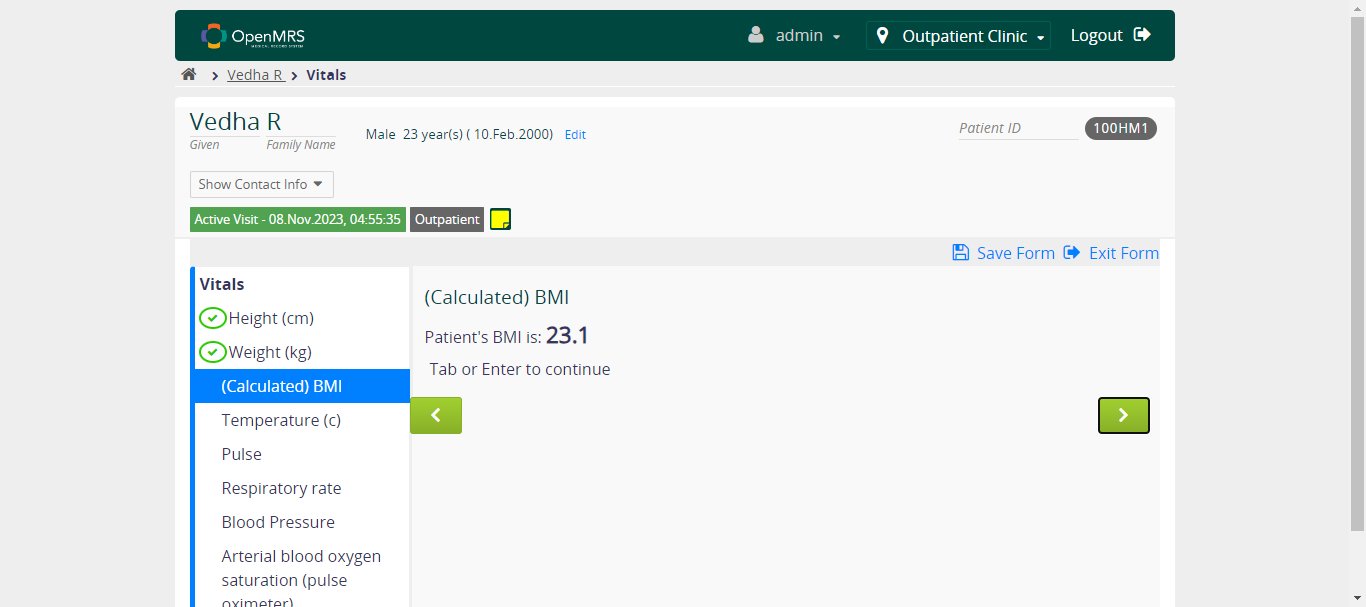 OpenMRS
MEDICAL RECORD SYSTEM
admin
Outpatient Clinic
Logout
Vedha R
Vitals
Vedha R
Given
Family Name
Male 23 year(s) ( 10.Feb.2000)
Edit
Patient ID
100HM1
Show Contact Info
Active Visit - 08.Nov.2023, 04:55:35
Outpatient
Save Form
Exit Form
Vitals
Height (cm)
Weight (kg)
(Calculated) BMI
Temperature (c)
Pulse
Respiratory rate
Blood Pressure
Arterial blood oxygen
saturation (pulse
oximeter)
(Calculated) BMI
Patient's BMI is: 23.1
Tab or Enter to continue